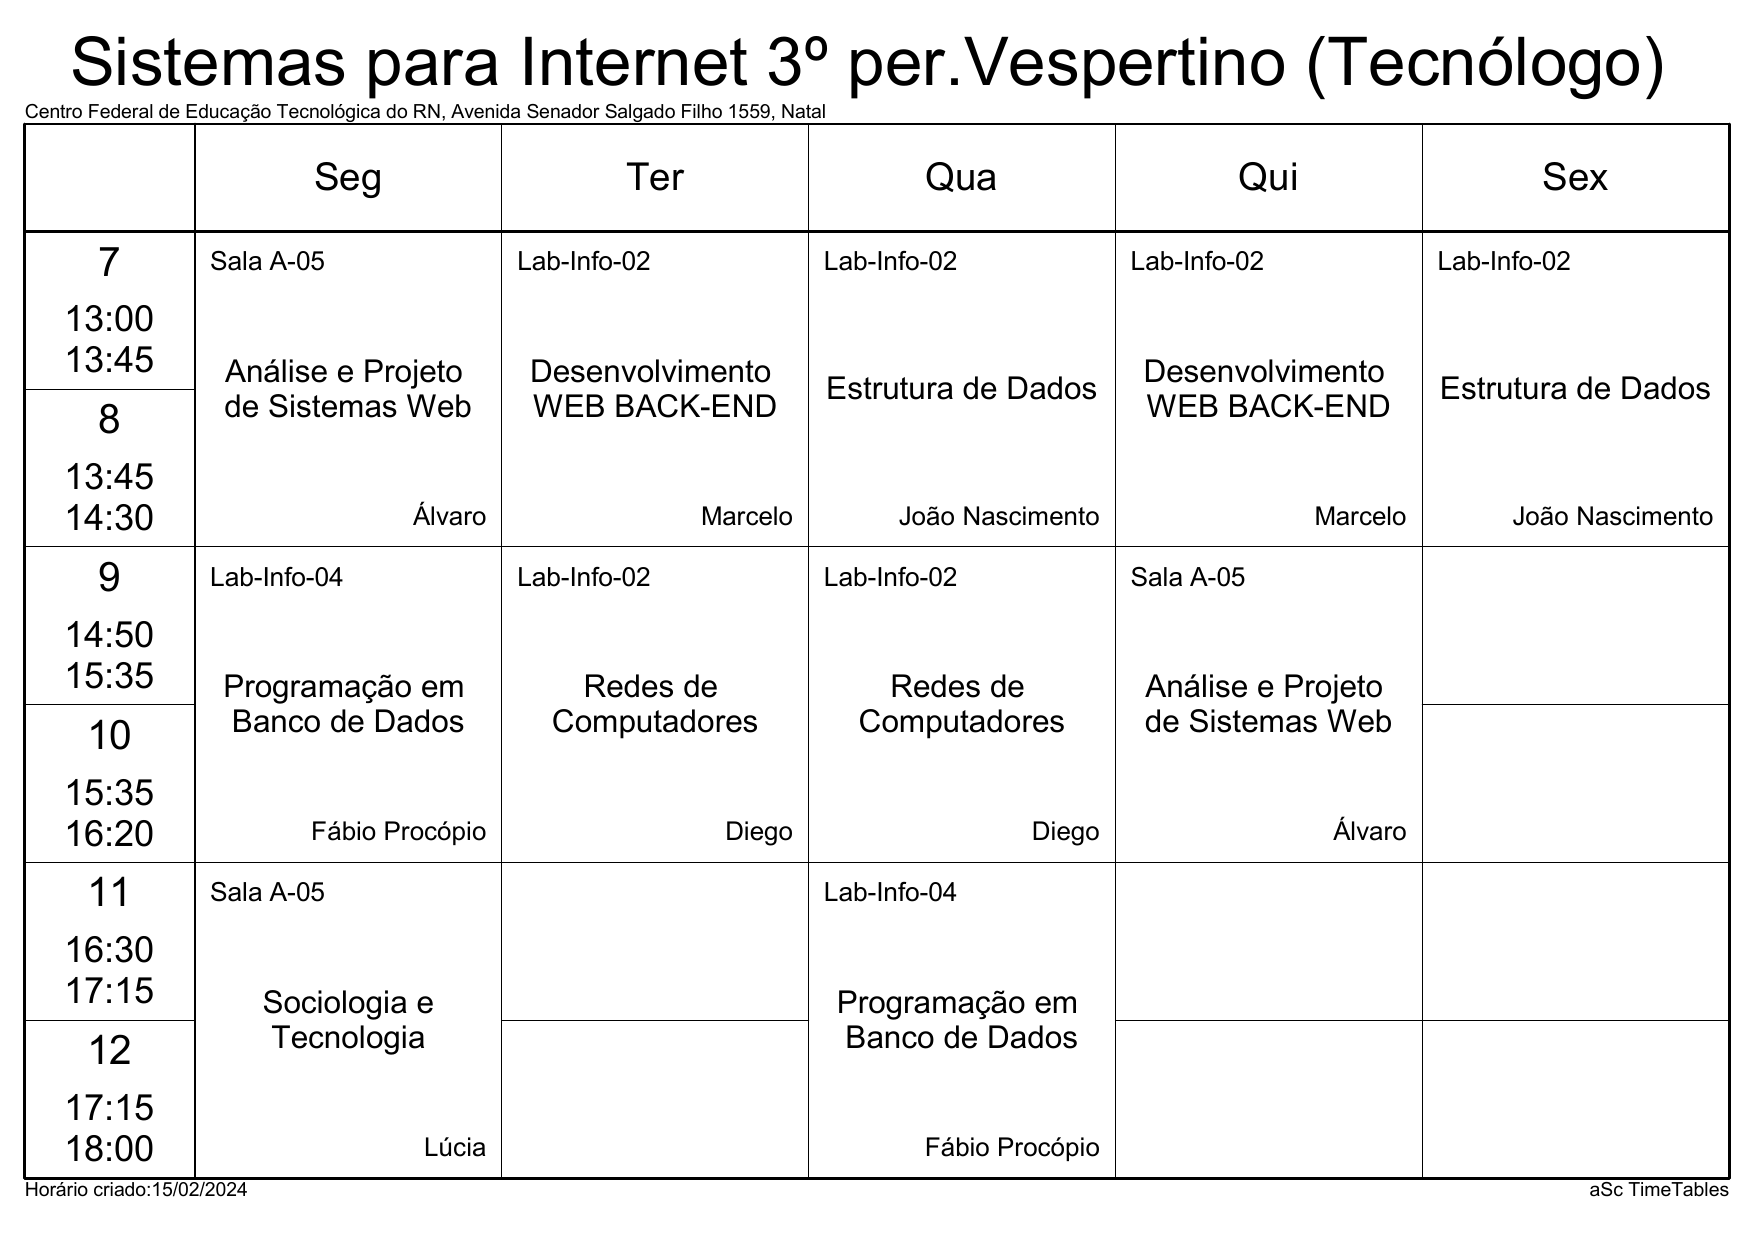 Sistemas para Internet 3º per.Vespertino (Tecnólogo)
Centro Federal de Educação Tecnológica do RN, Avenida Senador Salgado Filho 1559, Natal
Seg
Ter
Qua
Qui
Sex
7
13:00
13:45
8
13:45
14:30
Sala A-05
Análise e Projeto
de Sistemas Web
Álvaro
Lab-Info-02
Desenvolvimento
WEB BACK-END
Marcelo
Lab-Info-02
Estrutura de Dados
João Nascimento
Lab-Info-02
Desenvolvimento
WEB BACK-END
Marcelo
Lab-Info-02
Estrutura de Dados
João Nascimento
9
14:50
15:35
10
15:35
16:20
Lab-Info-04
Programação em
Banco de Dados
Fábio Procópio
Lab-Info-02
Redes de
Computadores
Diego
Lab-Info-02
Redes de
Computadores
Diego
Sala A-05
Análise e Projeto
de Sistemas Web
Álvaro
11
16:30
17:15
12
17:15
18:00
Sala A-05
Sociologia e
Tecnologia
Lúcia
Lab-Info-04
Programação em
Banco de Dados
Fábio Procópio
Horário criado:15/02/2024
aSc TimeTables